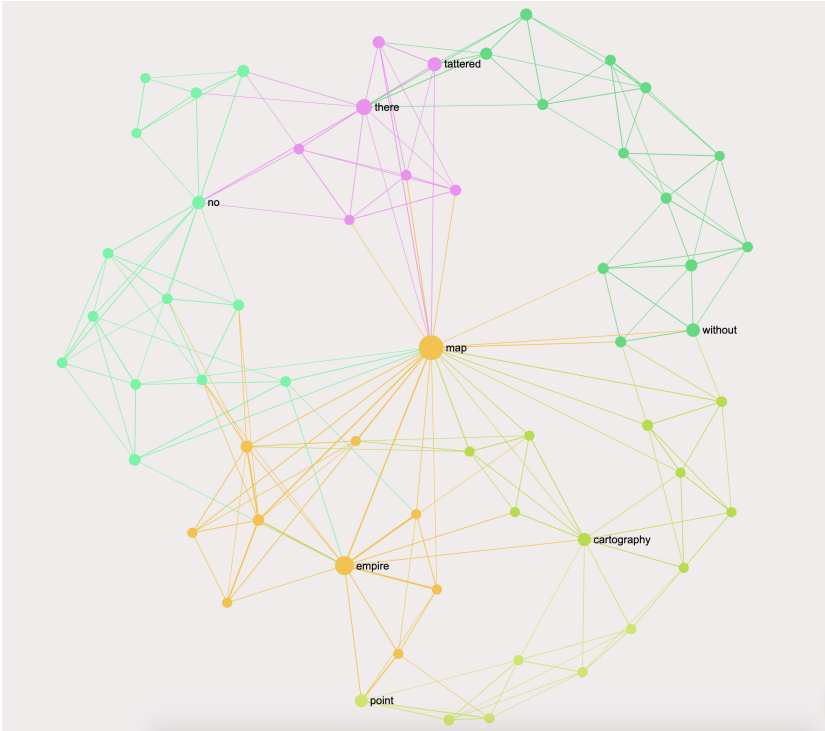 tattered
there
no
without
map
cartography
empire
point